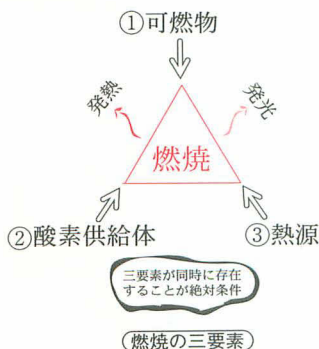 ①可燃物
発熱
発光
燃焼
②酸素供給体
③熱源
三要素が同時に存在
することが絶対条件
燃焼の三要素